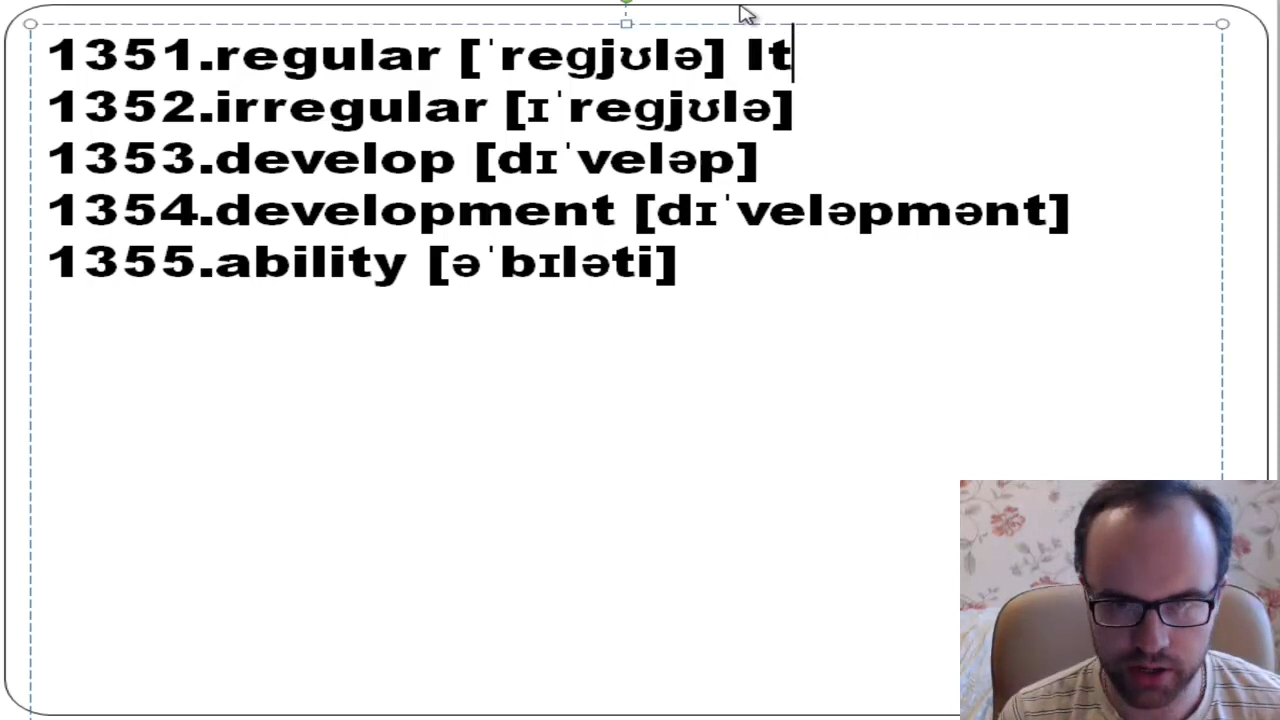 1351.regular [ˈregjʊlə] It
1352.irregular [ɪˈregjʊlə]
1353.develop [dɪˈveləp]
1354.development [dɪˈveləpmənt]
1355.ability [əˈbɪləti]